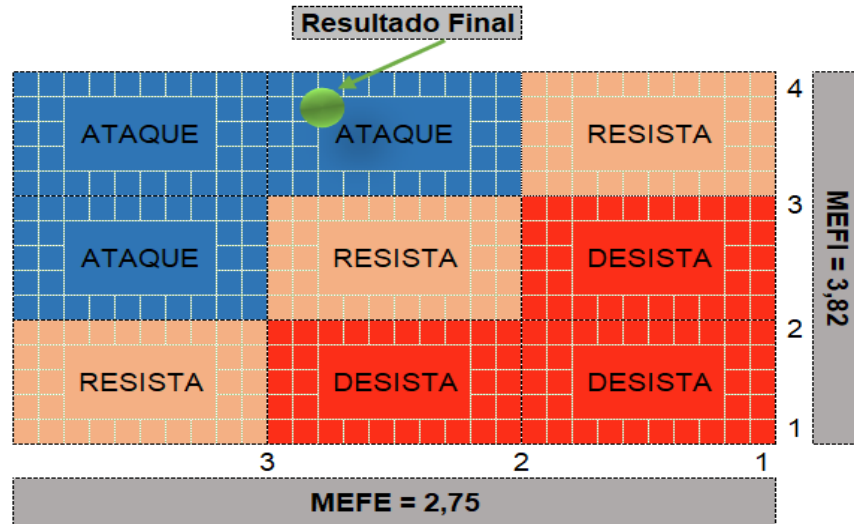 Resultado Final
4
ATAQUE
ATAQUE
RESISTA
3
ATAQUE
RESISTA
DESISTA
MEFI = 3,82
2
RESISTA
DESISTA
DESISTA
1
3
2
1
MEFE = 2,75